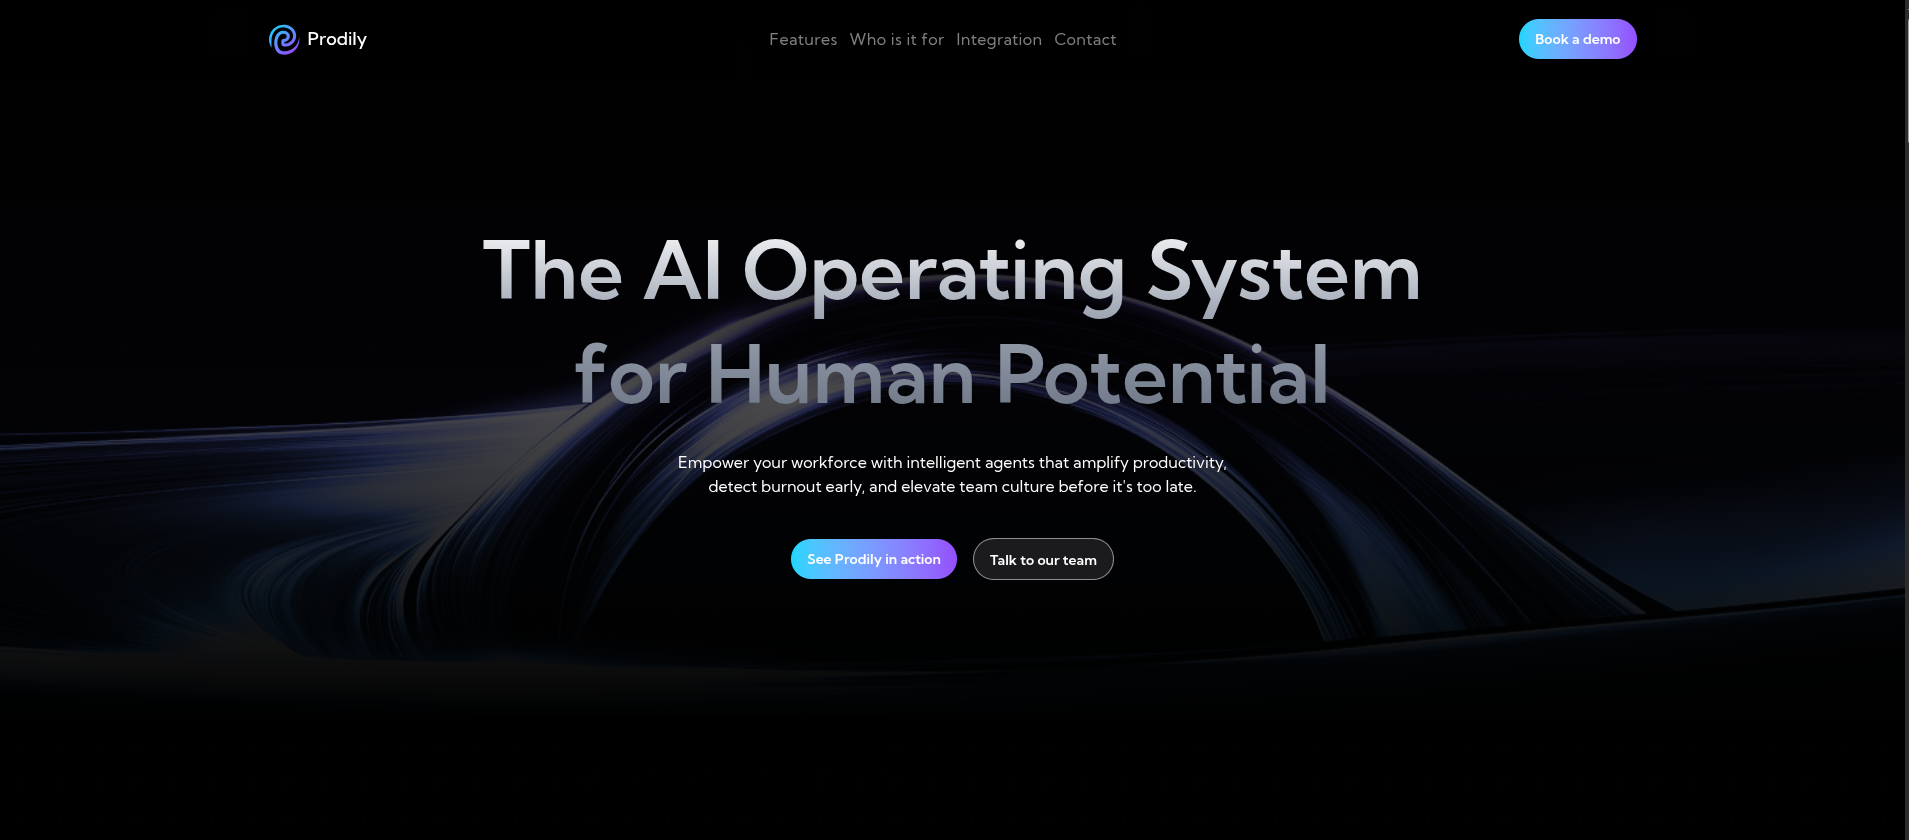 Prodily
Features Who is it for Integration Contact
Book a demo
The AI Operating System
for Human Potential
Empower your workforce with intelligent agents that amplify productivity,
detect burnout early, and elevate team culture before it's too late.
See Prodily in action
Talk to our team